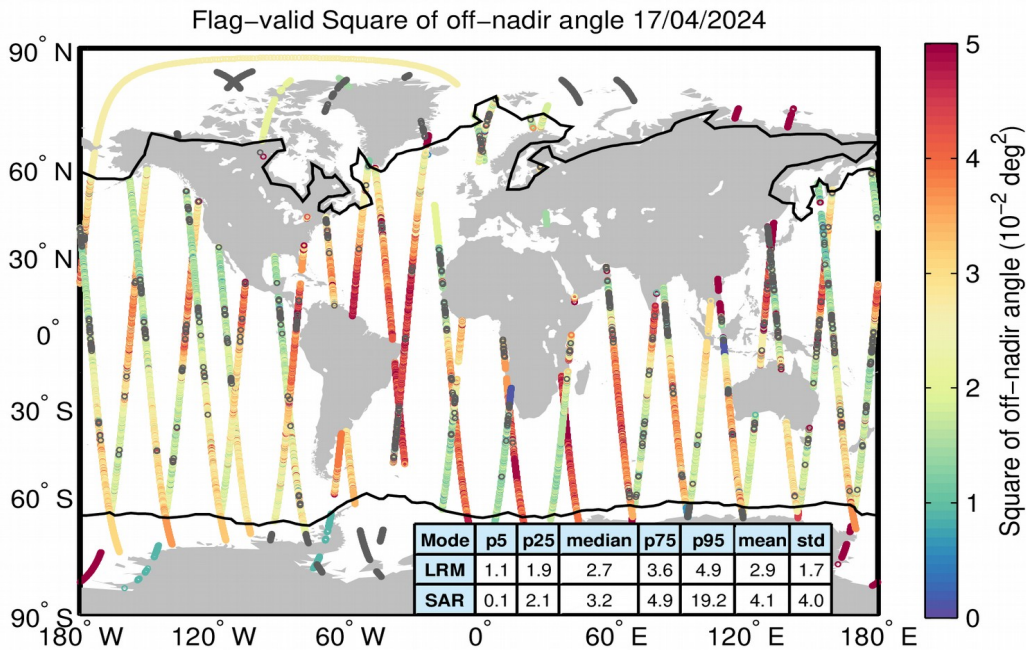 Flag−valid Square of off−nadir angle 17/04/2024
90° N
60° N
30° N
0°
30° S
60° S
90° S
180° W
120° W
60° W
0°
60° E
120° E
180° E
Mode p5 p25 median p75 p95 mean std
LRM 1.1 1.9 2.7 3.6 4.9 2.9 1.7
SAR 0.1 2.1 3.2 4.9 19.2 4.1 4.0
5
4
3
2
1
0
Square of off−nadir angle (10⁻² deg²)